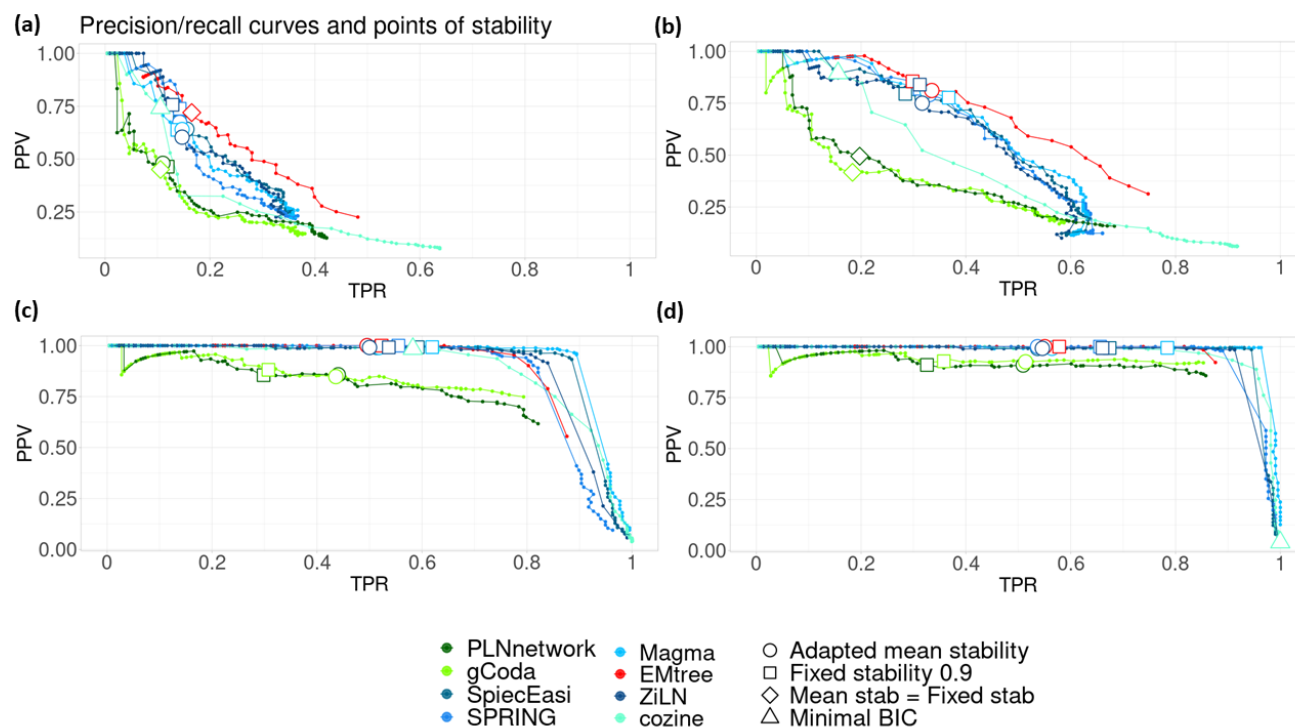 (a) Precision/recall curves and points of stability (b)
1.00
0.75
0.50
0.25
PPV
0 0.2 0.4 0.6 0.8 1
TPR
1.00
0.75
0.50
0.25
PPV
0 0.2 0.4 0.6 0.8 1
TPR
(c)
1.00
0.75
0.50
0.25
0.00
PPV
0 0.2 0.4 0.6 0.8 1
TPR
(d)
1.00
0.75
0.50
0.25
0.00
PPV
0 0.2 0.4 0.6 0.8 1
TPR
PLNnetwork
gCoda
SpiecEasi
SPRING
Magma
EMtree
ZiLN
cozine
Adapted mean stability
Fixed stability 0.9
Mean stab = Fixed stab
Minimal BIC